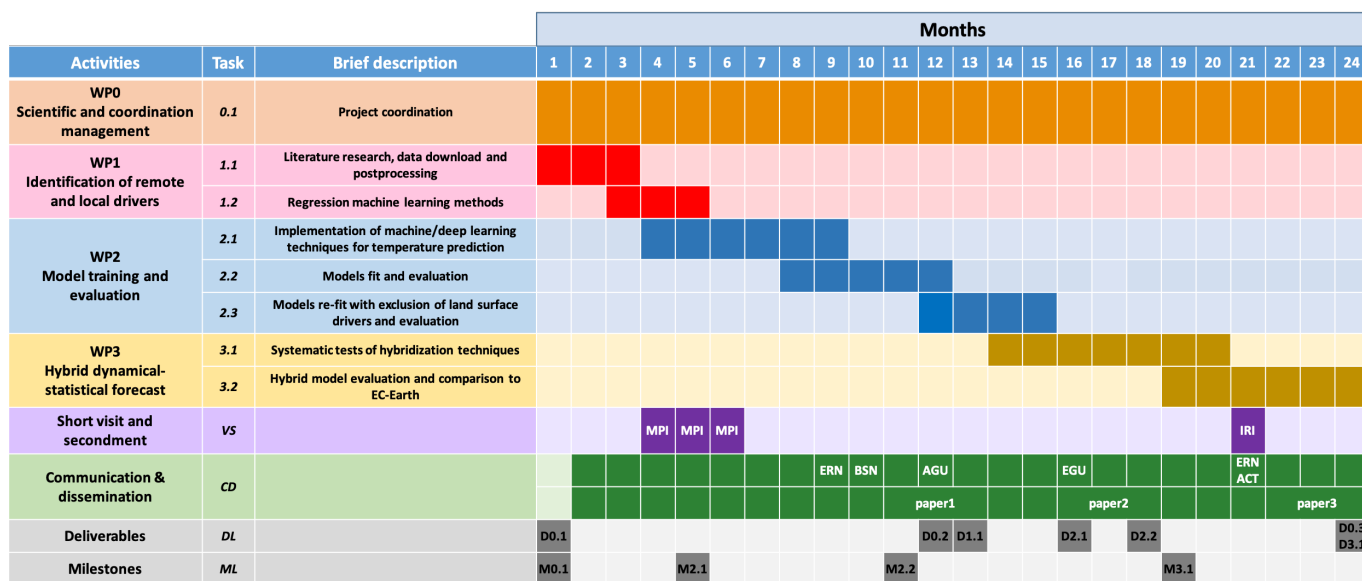 Months
Activities Task Brief description 1 2 3 4 5 6 7 8 9 10 11 12 13 14 15 16 17 18 19 20 21 22 23 24
WP0
Scientific and coordination
management
0.1 Project coordination
WP1
Identification of remote
and local drivers
1.1 Literature research, data download and
postprocessing
1.2 Regression machine learning methods
WP2
Model training and
evaluation
2.1 Implementation of machine/deep learning
techniques for temperature prediction
2.2 Models fit and evaluation
2.3 Models re-fit with exclusion of land surface
drivers and evaluation
WP3
Hybrid dynamical-
statistical forecast
3.1 Systematic tests of hybridization techniques
3.2 Hybrid model evaluation and comparison to
EC-Earth
Short visit and
secondment
VS MPI MPI MPI IRI
Communication &
dissemination
CD ERN BSN AGU EGU ERN
ACT
paper1 paper2 paper3
Deliverables DL D0.1 D0.2 D1.1 D2.1 D2.2 D0.3
D3.1
Milestones ML M0.1 M2.1 M2.2 M3.1